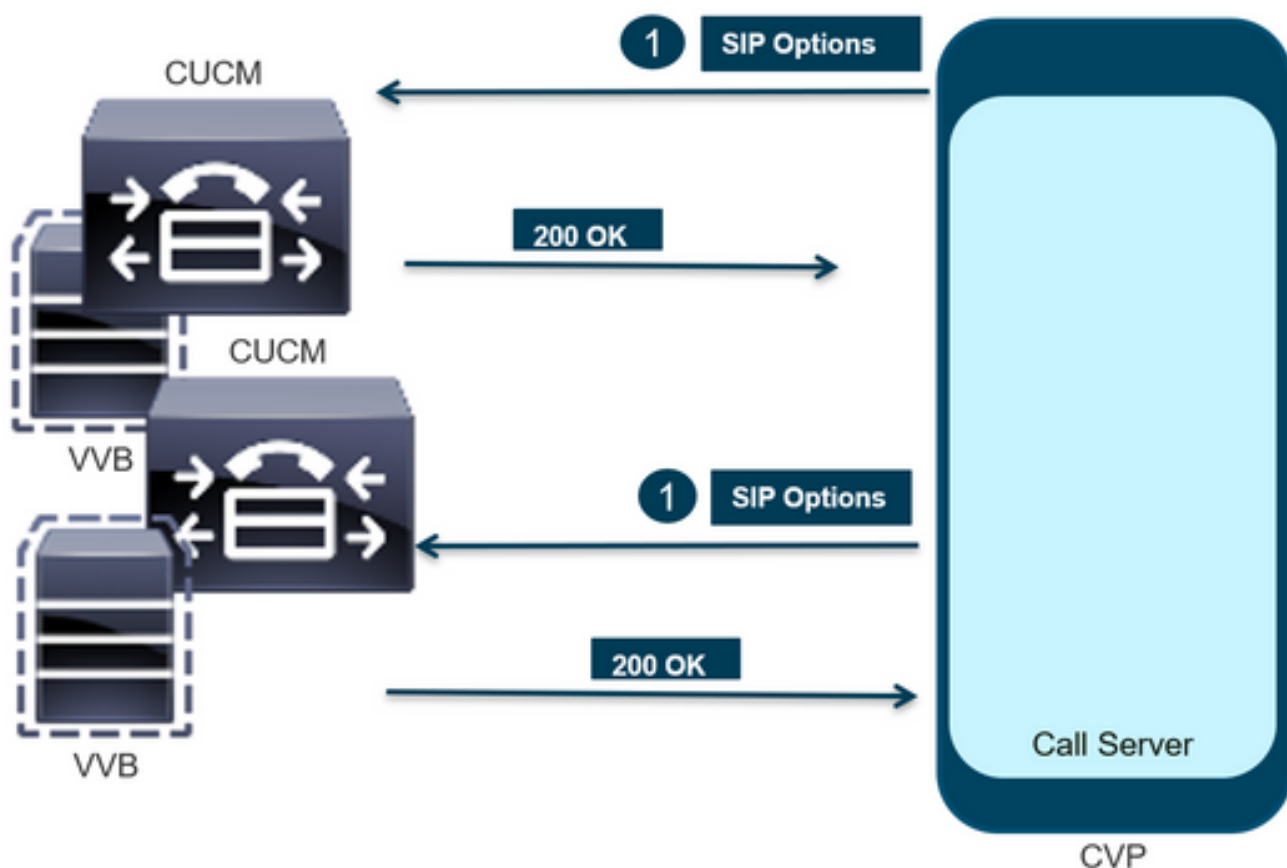 1 SIP Options
CUCM
200 OK
CUCM
VVB
1 SIP Options
200 OK
Call Server
VVB
CVP